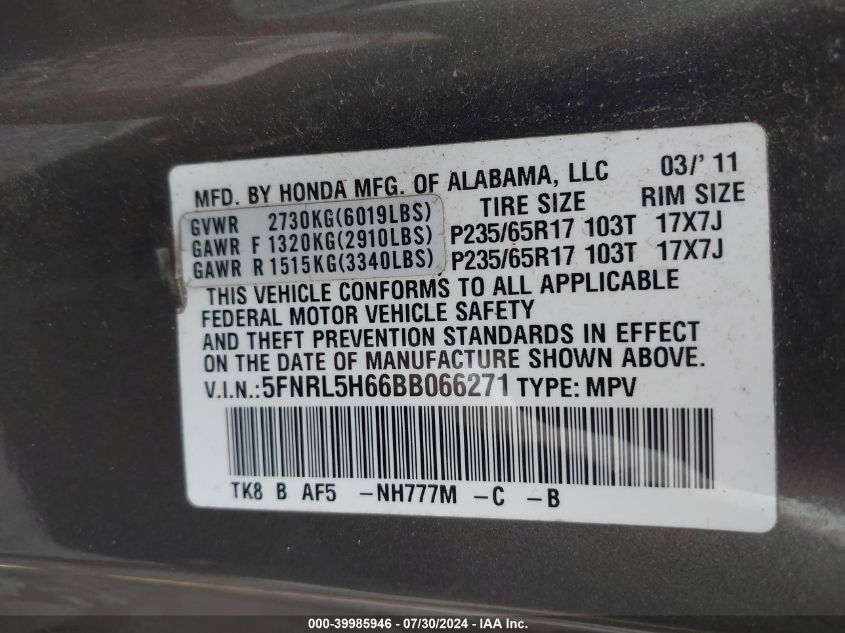 MFD. BY HONDA MFG. OF ALABAMA, LLC 03/' 11
GVWR 2730KG(6019LBS) TIRE SIZE RIM SIZE
GAWR F 1320KG(2910LBS) P235/65R17 103T 17X7J
GAWR R 1515KG(3340LBS) P235/65R17 103T 17X7J
THIS VEHICLE CONFORMS TO ALL APPLICABLE
FEDERAL MOTOR VEHICLE SAFETY
AND THEFT PREVENTION STANDARDS IN EFFECT
ON THE DATE OF MANUFACTURE SHOWN ABOVE.
V.I.N.:5FNRL5H66BB066271 TYPE: MPV
TK8 B AF5 -NH777M -C -B
000-39985946 - 07/30/2024 - IAA Inc.